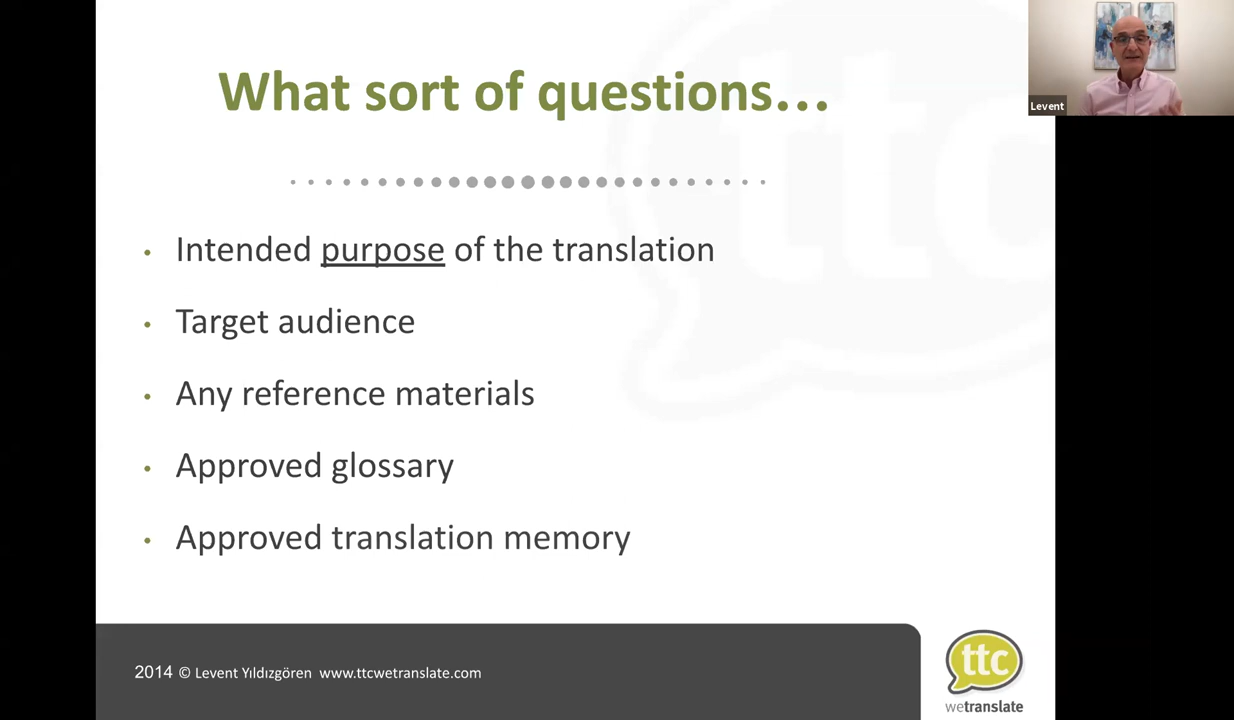 What sort of questions...
Levent
• Intended purpose of the translation
• Target audience
• Any reference materials
• Approved glossary
• Approved translation memory
2014 © Levent Yıldızgören www.ttcwetranslate.com
ttc
wetranslate
ttc